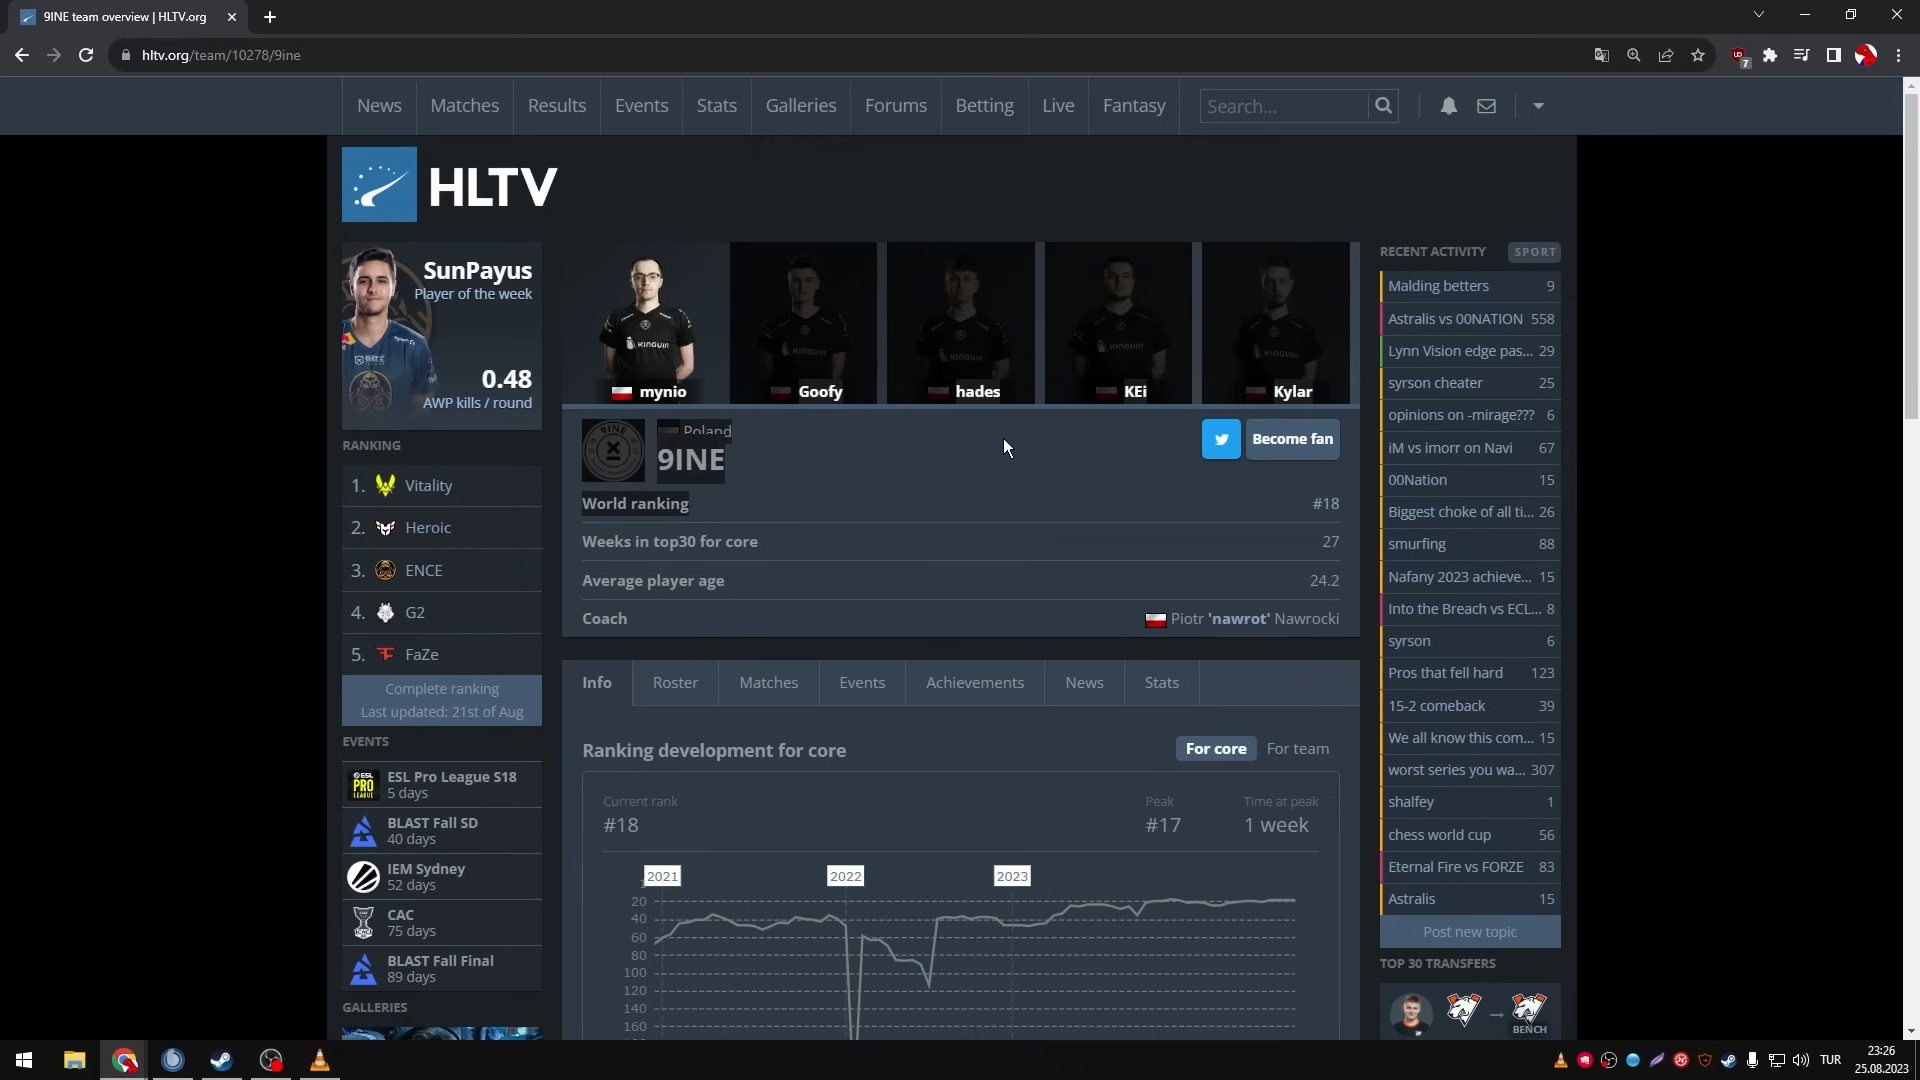 9INE team overview | HLTV.org
hltv.org/team/10278/9ine
7
News Matches Results Events Stats Galleries Forums Betting Live Fantasy Search...
HLTV
SunPayus
Player of the week
0.48
AWP kills / round
RANKING
1. Vitality
2. Heroic
3. ENCE
4. G2
5. FaZe
Complete ranking
Last updated: 21st of Aug
EVENTS
ESL Pro League S18
5 days
BLAST Fall SD
40 days
IEM Sydney
52 days
CAC
75 days
BLAST Fall Final
89 days
GALLERIES
KINGUIN
mynio Goofy hades KEi Kylar
Poland
9INE
Become fan
World ranking #18
Weeks in top30 for core 27
Average player age 24.2
Coach Piotr 'nawrot' Nawrocki
Info Roster Matches Events Achievements News Stats
Ranking development for core For core For team
Current rank Peak Time at peak
#18 #17 1 week
2021 2022 2023
1
20
40
60
80
100
120
140
160
RECENT ACTIVITY SPORT
Malding betters 9
Astralis vs 00NATION 558
Lynn Vision edge pas... 29
syrson cheater 25
opinions on -mirage??? 6
iM vs imorr on Navi 67
00Nation 15
Biggest choke of all ti... 26
smurfing 88
Nafany 2023 achieve... 15
Into the Breach vs ECL... 8
syrson 6
Pros that fell hard 123
15-2 comeback 39
We all know this com... 15
worst series you wa... 307
shalfey 1
chess world cup 56
Eternal Fire vs FORZE 83
Astralis 15
Post new topic
TOP 30 TRANSFERS
BENCH
TUR
23:26
25.08.2023